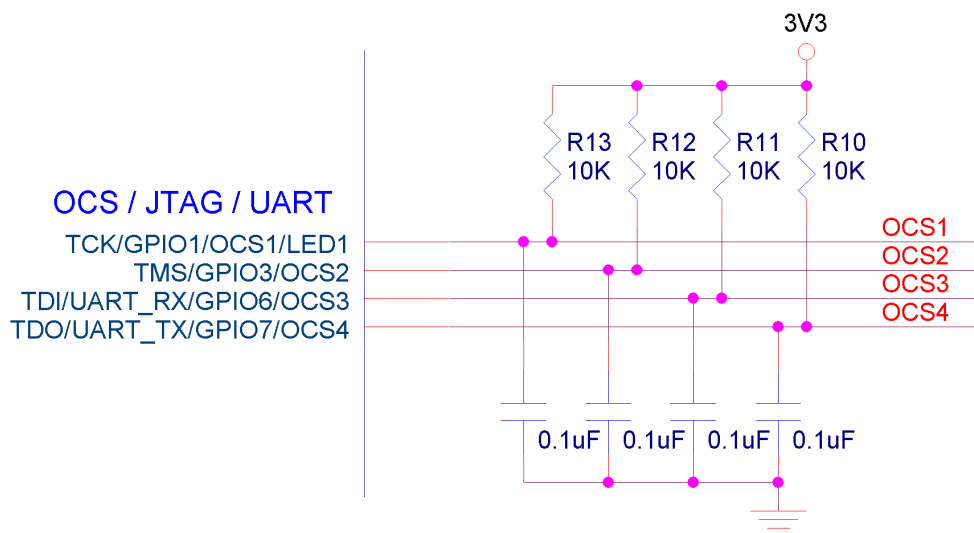 3V3
R13
10K
R12
10K
R11
10K
R10
10K
OCS / JTAG / UART
TCK/GPIO1/OCS1/LED1
TMS/GPIO3/OCS2
TDI/UART_RX/GPIO6/OCS3
TDO/UART_TX/GPIO7/OCS4
OCS1
OCS2
OCS3
OCS4
0.1uF
0.1uF
0.1uF
0.1uF